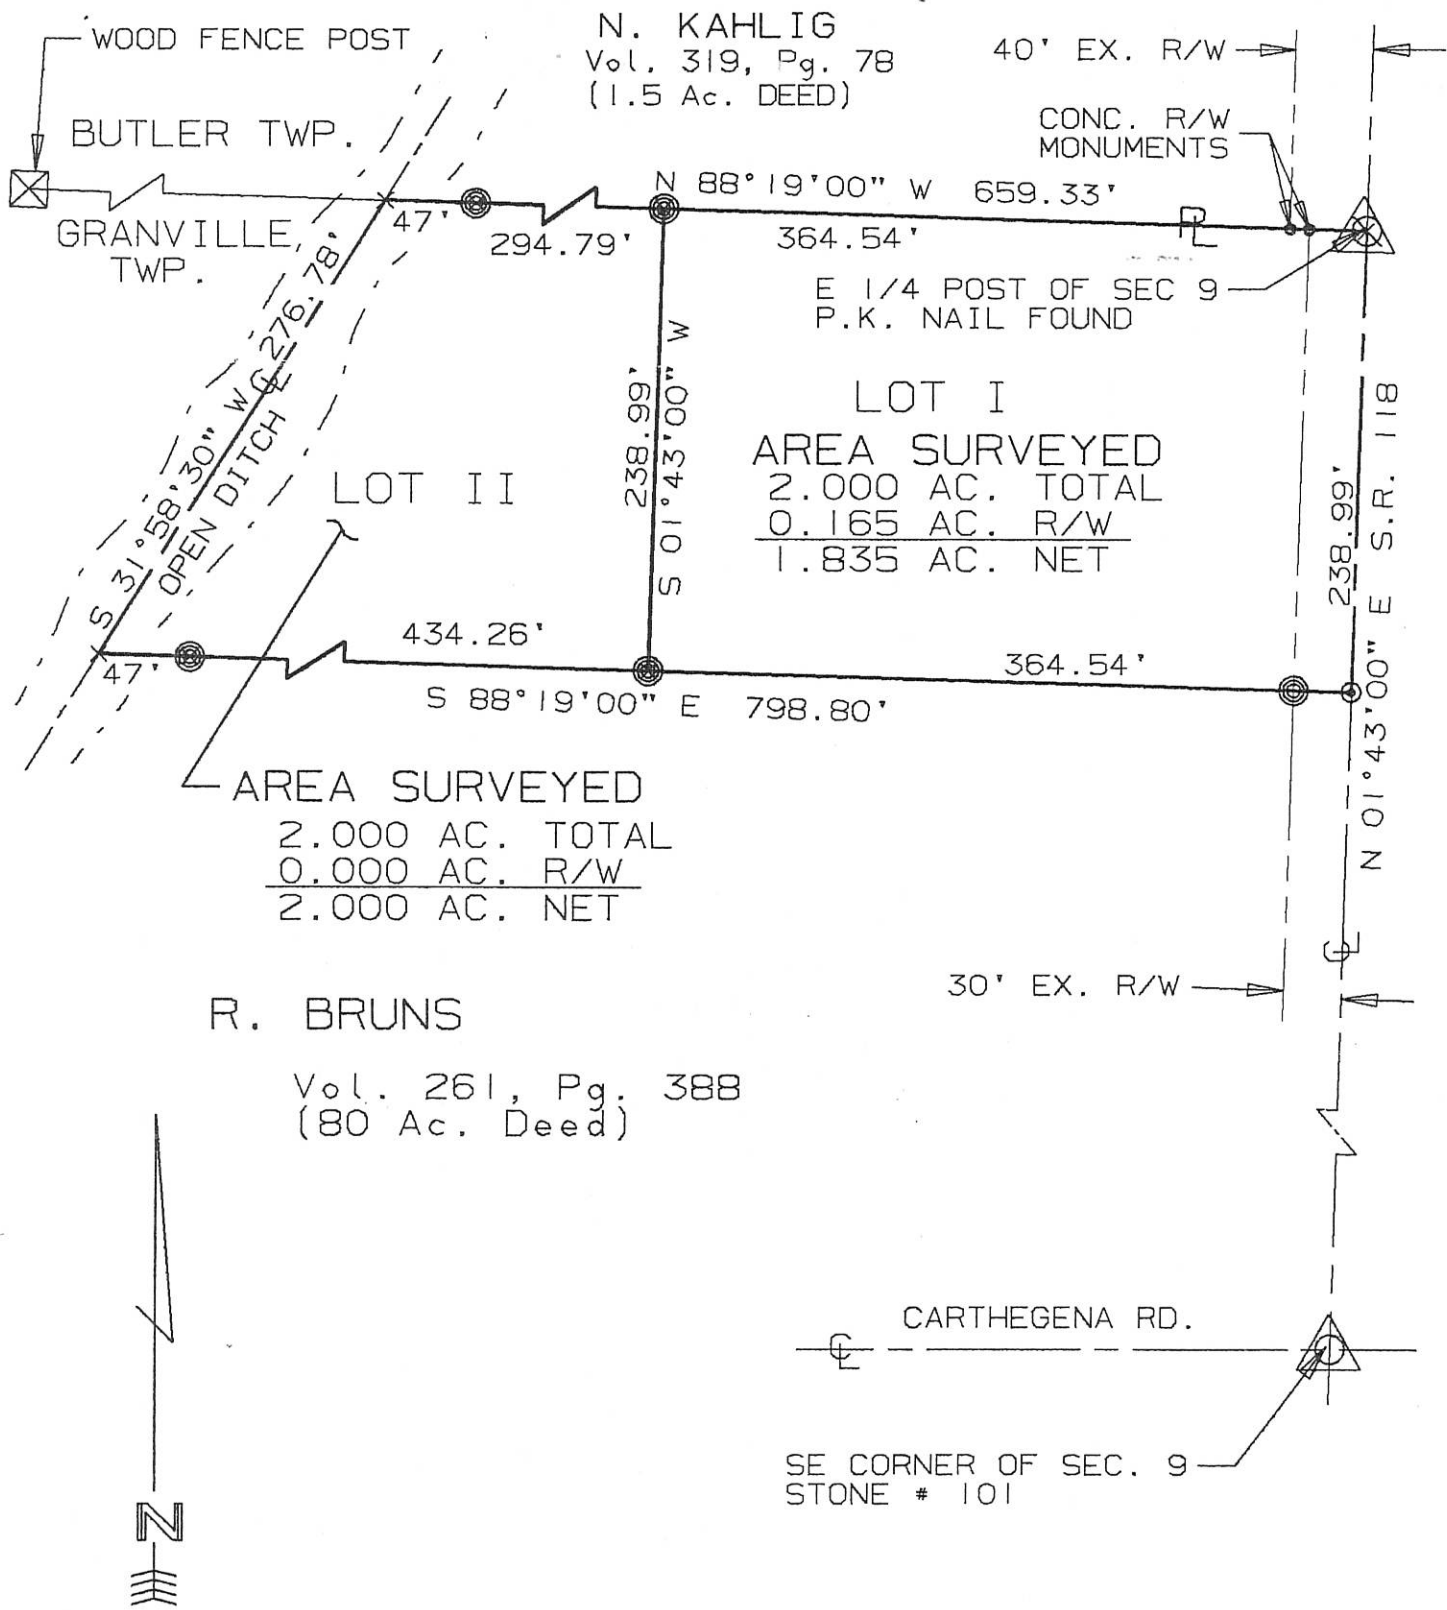 N. KAHLIG
Vol. 319, Pg. 78
(1.5 Ac. DEED)
WOOD FENCE POST
40' EX. R/W
BUTLER TWP.
CONC. R/W
MONUMENTS
GRANVILLE
TWP.
47'
294.79'
N 88°19'00" W 659.33'
364.54'
PL
E 1/4 POST OF SEC 9
P.K. NAIL FOUND
S 31°58'30" W 276.78'
CL
OPEN DITCH
LOT II
238.99'
S 01°43'00" W
LOT I
AREA SURVEYED
2.000 AC. TOTAL
0.165 AC. R/W
1.835 AC. NET
238.99'
N 01°43'00" E S.R. 118
47'
434.26'
364.54'
S 88°19'00" E 798.80'
AREA SURVEYED
2.000 AC. TOTAL
0.000 AC. R/W
2.000 AC. NET
CL
30' EX. R/W
R. BRUNS
Vol. 261, Pg. 388
(80 Ac. Deed)
CARTHEGENA RD.
CL
SE CORNER OF SEC. 9
STONE # 101
N